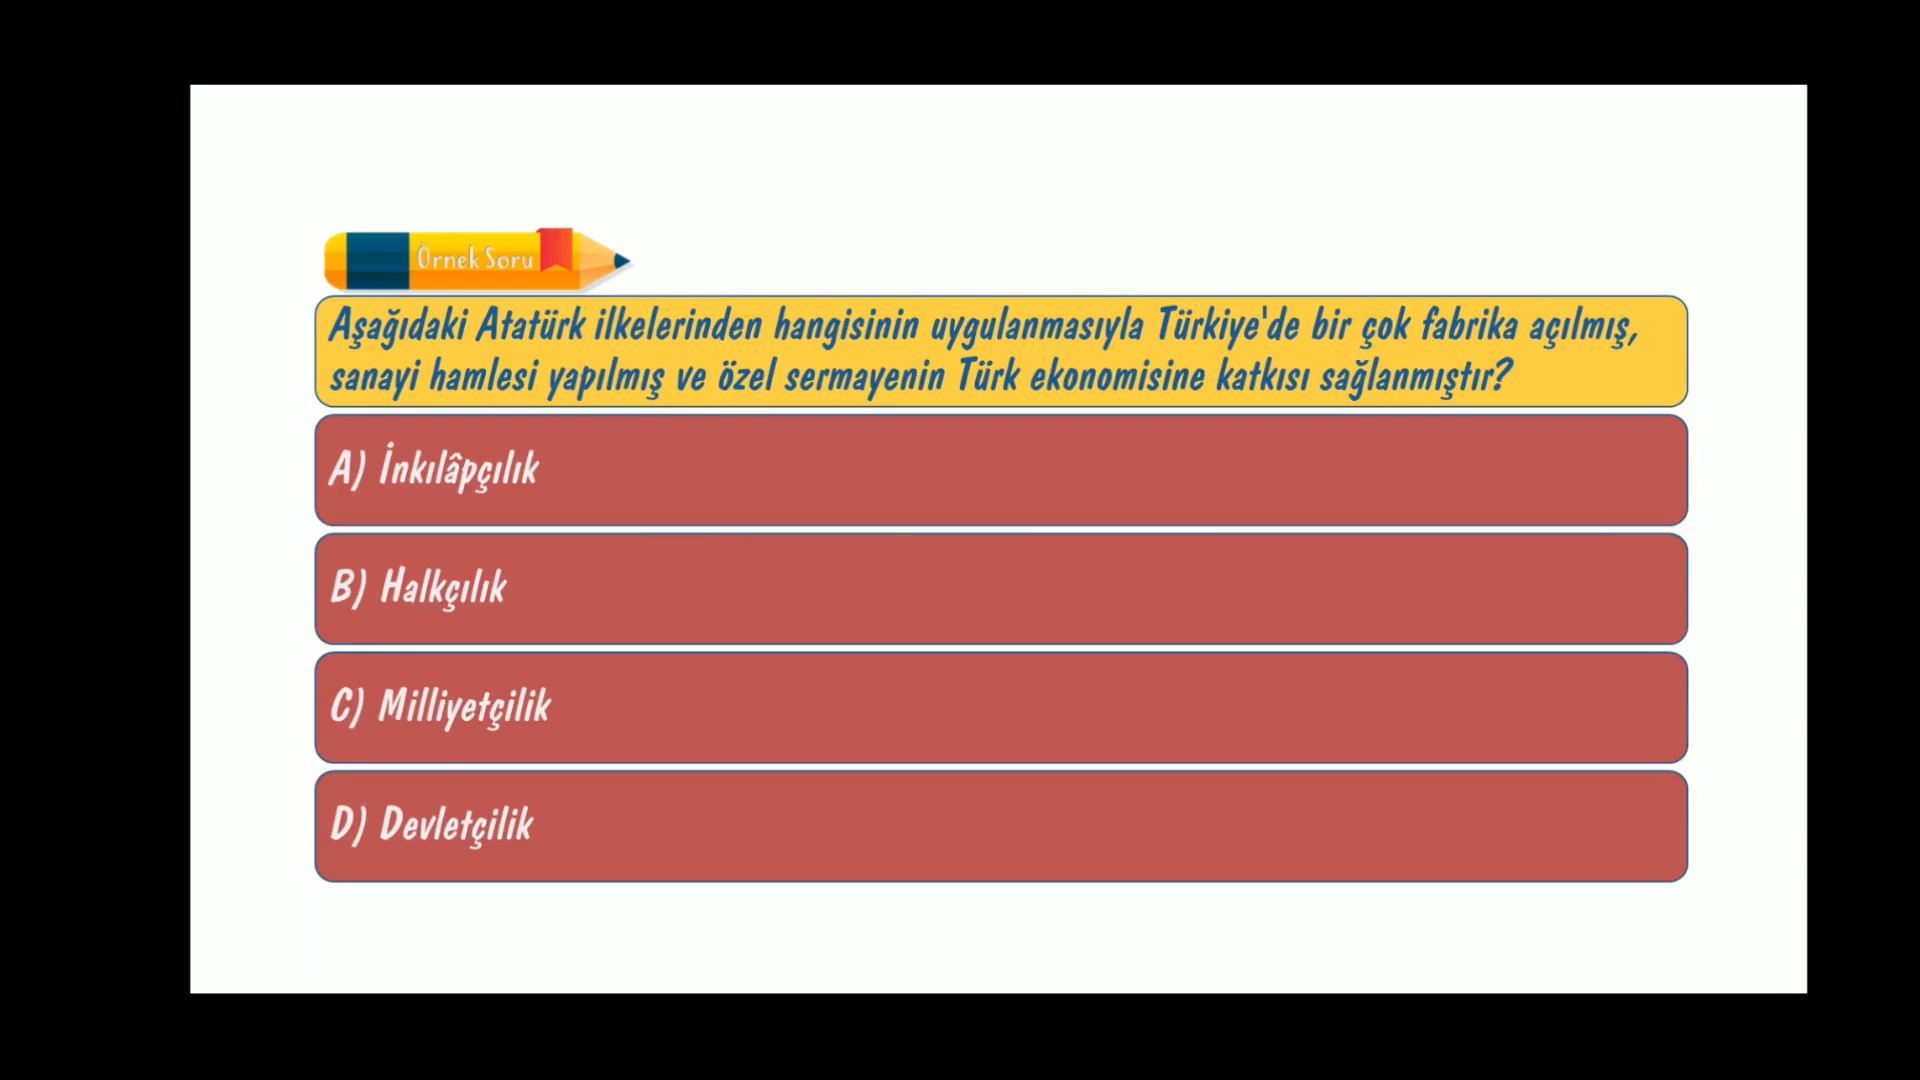 Örnek Soru
Aşağıdaki Atatürk ilkelerinden hangisinin uygulanmasıyla Türkiye'de bir çok fabrika açılmış,
sanayi hamlesi yapılmış ve özel sermayenin Türk ekonomisine katkısı sağlanmıştır?
A) İnkılâpçılık
B) Halkçılık
C) Milliyetçilik
D) Devletçilik